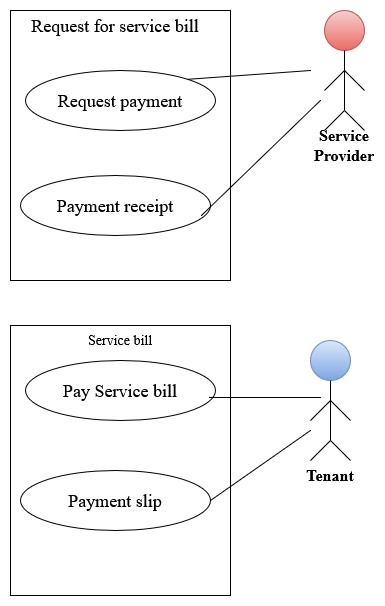 Request for service bill
Request payment
Payment receipt
Service
Provider
Service bill
Pay Service bill
Payment slip
Tenant